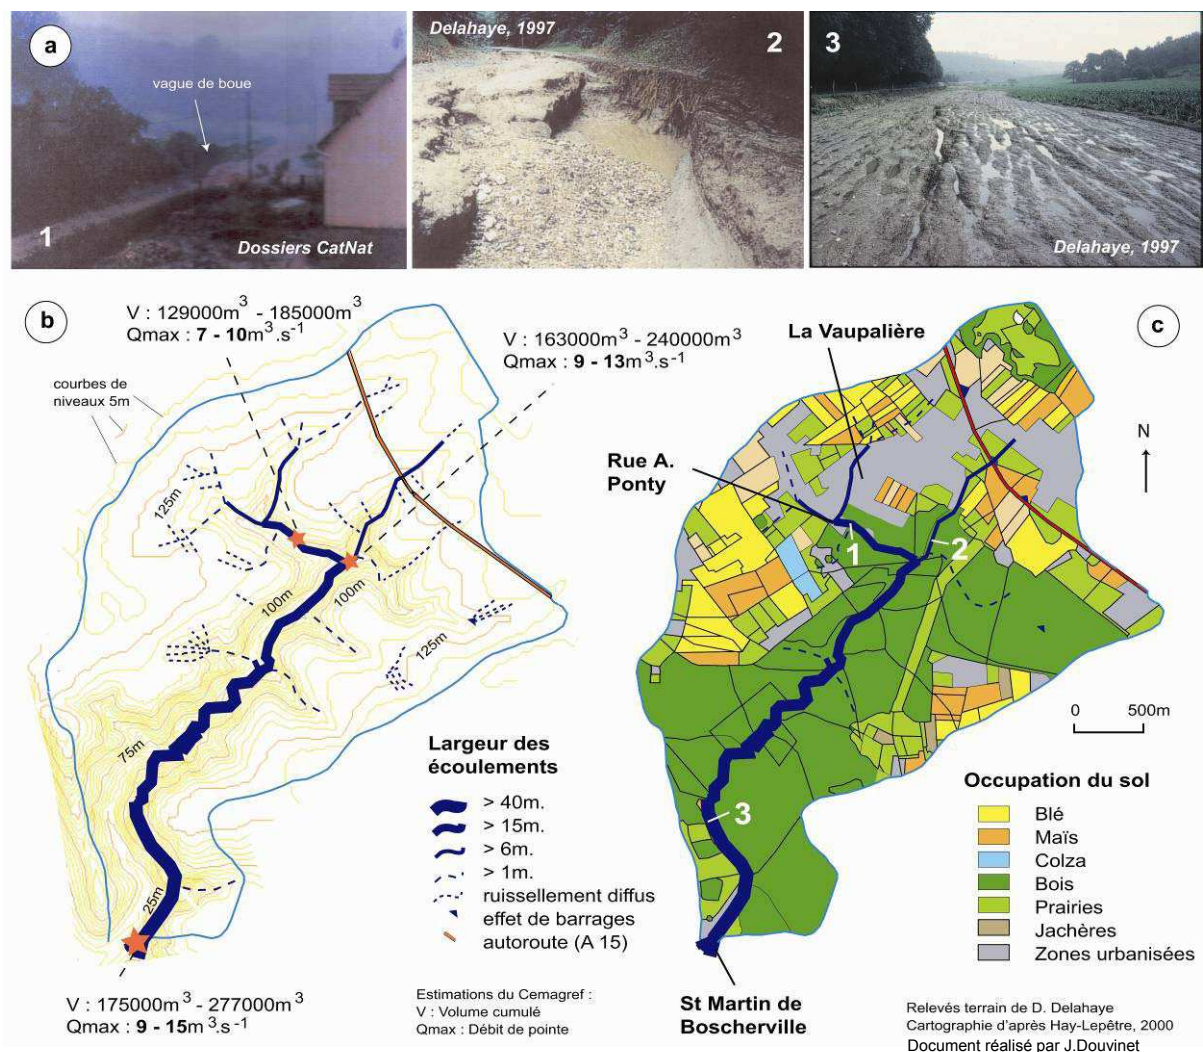 a
vague de boue
1
Dossiers CatNat
Delahaye, 1997
2
3
Delahaye, 1997
b
V : 129000m³ - 185000m³
Qmax : 7 - 10m³.s⁻¹
V : 163000m³ - 240000m³
Qmax : 9 - 13m³.s⁻¹
courbes de
niveaux 5m
125m
100m
100m
125m
75m
25m
V : 175000m³ - 277000m³
Qmax : 9 - 15m³.s⁻¹
Largeur des
écoulements
> 40m.
> 15m.
> 6m.
> 1m.
ruissellement diffus
effet de barrages
autoroute (A 15)
Estimations du Cemagref :
V : Volume cumulé
Qmax : Débit de pointe
c
La Vaupalière
Rue A.
Ponty
N
1
2
3
0 500m
Occupation du sol
Blé
Maïs
Colza
Bois
Prairies
Jachères
Zones urbanisées
St Martin de
Boscherville
Relevés terrain de D. Delahaye
Cartographie d'après Hay-Lepêtre, 2000
Document réalisé par J.Douvinet